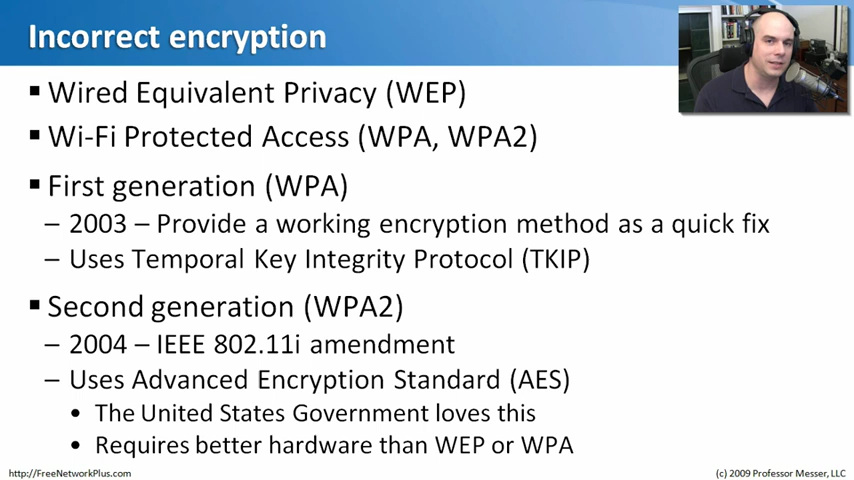 Incorrect encryption
▪ Wired Equivalent Privacy (WEP)
▪ Wi-Fi Protected Access (WPA, WPA2)
▪ First generation (WPA)
– 2003 – Provide a working encryption method as a quick fix
– Uses Temporal Key Integrity Protocol (TKIP)
▪ Second generation (WPA2)
– 2004 – IEEE 802.11i amendment
– Uses Advanced Encryption Standard (AES)
• The United States Government loves this
• Requires better hardware than WEP or WPA
http://FreeNetworkPlus.com
(c) 2009 Professor Messer, LLC